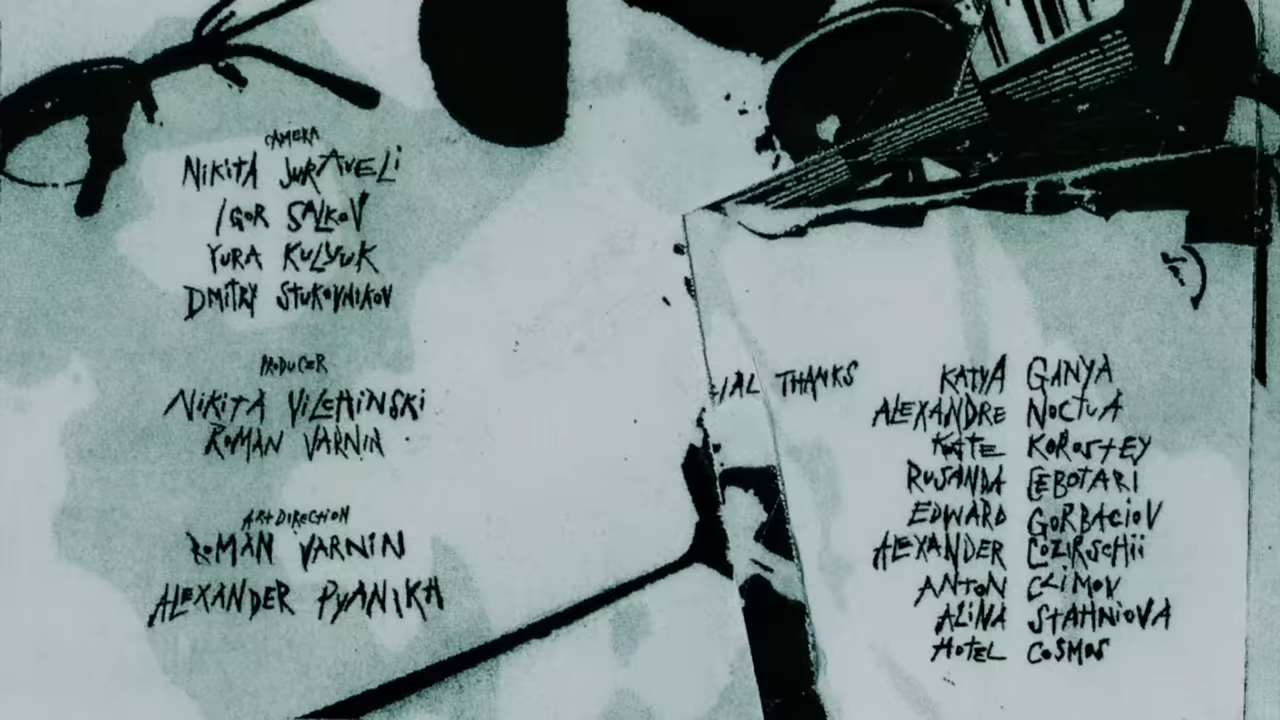 CAMERA
NIKITA JURAVELI
IGOR SALKOV
YURA KULYUK
DMITRY STUKOVNIKOV
PRODUCER
NIKITA VILCHINSKI
ROMAN VARNIN
ART DIRECTION
ROMAN VARNIN
ALEXANDER PYANIKH
IAL THANKS
KATYA GANYA
ALEXANDRE NOCTUA
KATE KOROSTEY
RUSANDA CEBOTARI
EDWARD GORBACIOV
ALEXANDER COZIRSCHII
ANTON CLIMOV
ALINA STAHNIOVA
HOTEL COSMOS